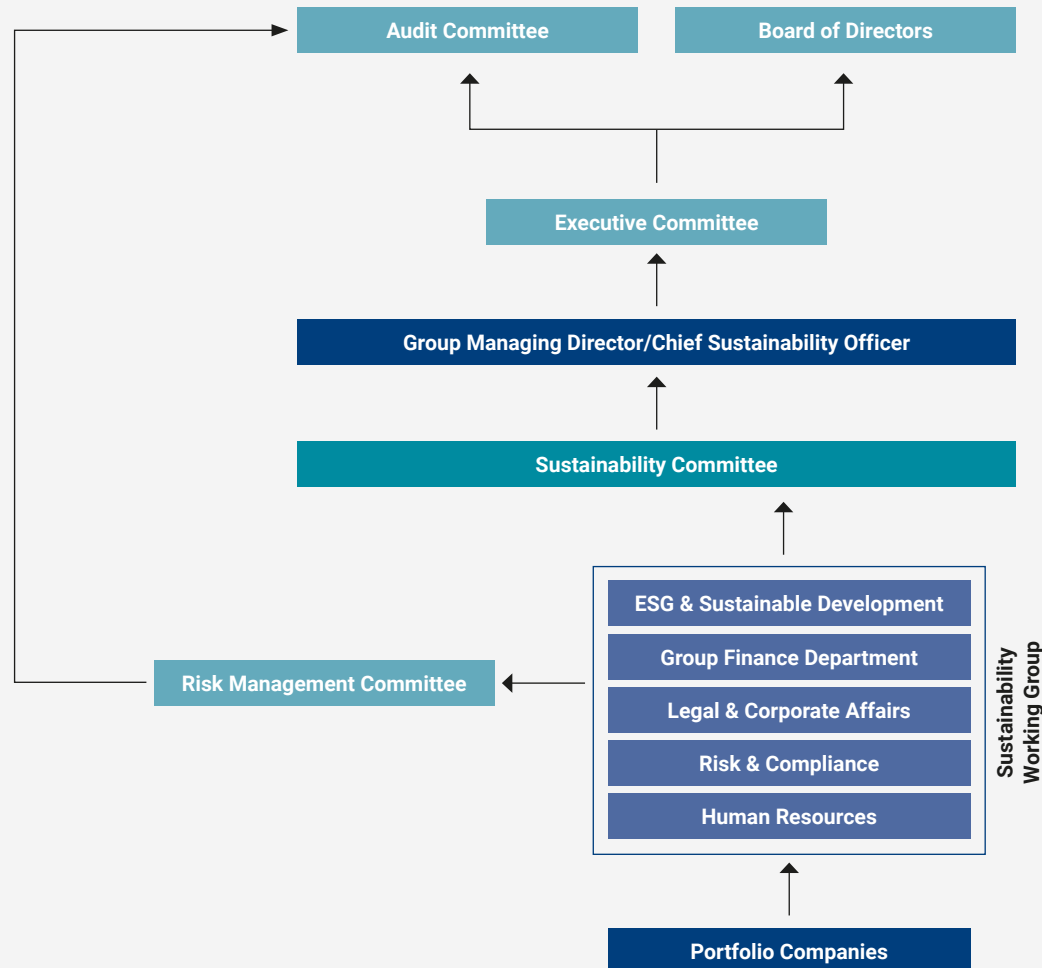 Audit Committee
Board of Directors
Executive Committee
Group Managing Director/Chief Sustainability Officer
Sustainability Committee
ESG & Sustainable Development
Group Finance Department
Legal & Corporate Affairs
Risk & Compliance
Human Resources
Sustainability
Working Group
Risk Management Committee
Portfolio Companies